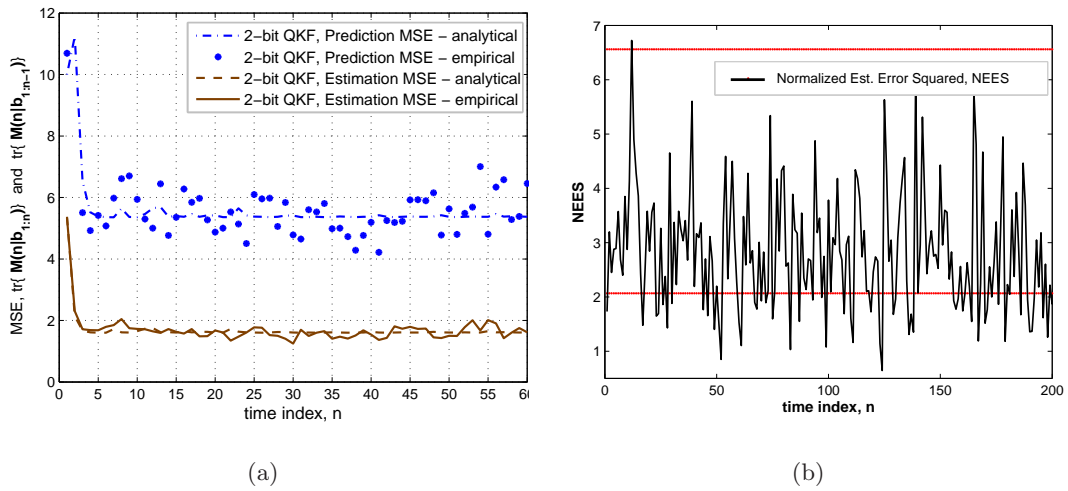 12
10
8
6
4
2
0
MSE, tr{ M(n|b1:n)} and tr{ M(n|b1:n−1)}
2−bit QKF, Prediction MSE − analytical
2−bit QKF, Prediction MSE − empirical
2−bit QKF, Estimation MSE − analytical
2−bit QKF, Estimation MSE − empirical
0 5 10 15 20 25 30 35 40 45 50 55 60
time index, n
(a)
7
6
5
4
3
2
1
NEES
Normalized Est. Error Squared, NEES
0 50 100 150 200
time index, n
(b)